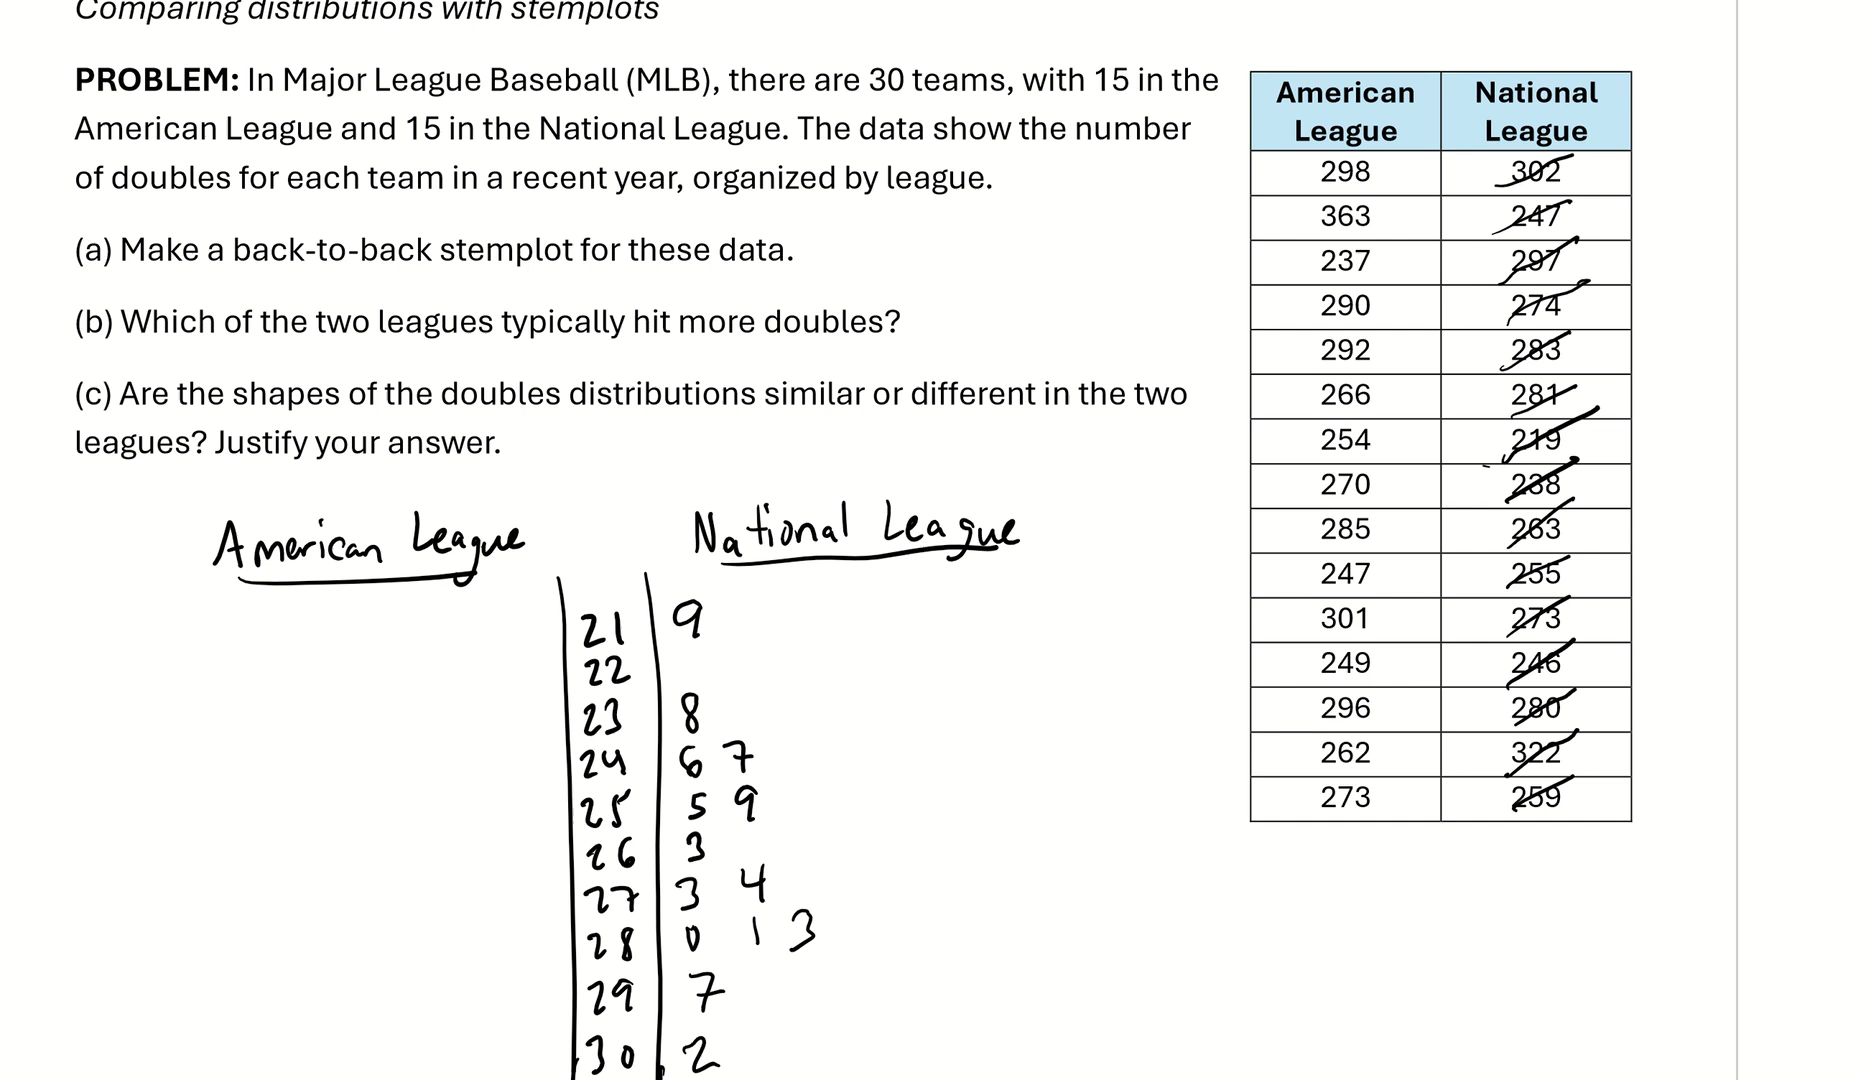 Comparing distributions with stemplots
PROBLEM: In Major League Baseball (MLB), there are 30 teams, with 15 in the
American League and 15 in the National League. The data show the number
of doubles for each team in a recent year, organized by league.
(a) Make a back-to-back stemplot for these data.
(b) Which of the two leagues typically hit more doubles?
(c) Are the shapes of the doubles distributions similar or different in the two
leagues? Justify your answer.
American League National League
21 9
22
23 8
24 6 7
25 5 9
26 3
27 3 4
28 0 1 3
29 7
30 2
American League National League
298 302
363 247
237 297
290 274
292 283
266 281
254 219
270 238
285 263
247 255
301 273
249 246
296 280
262 322
273 259